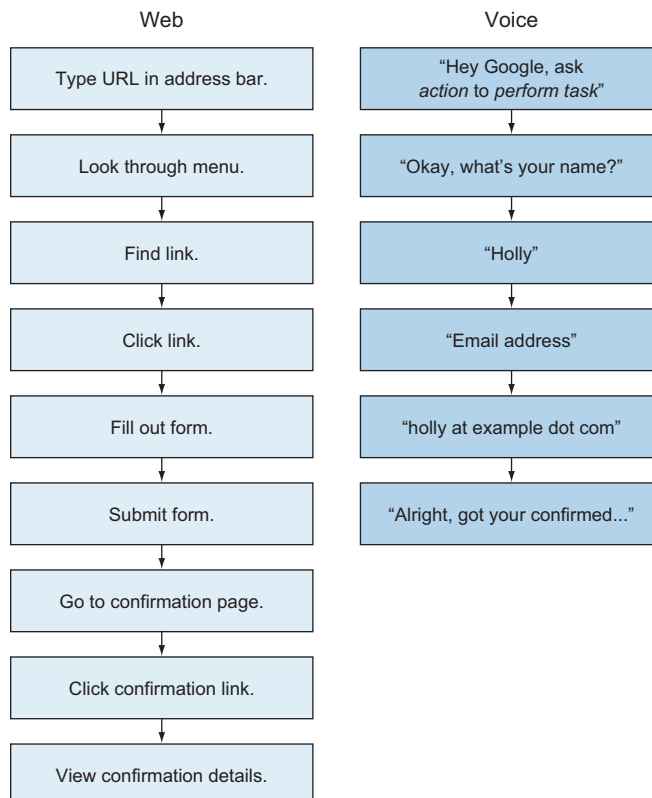 Web
Type URL in address bar.
Look through menu.
Find link.
Click link.
Fill out form.
Submit form.
Go to confirmation page.
Click confirmation link.
View confirmation details.
Voice
“Hey Google, ask
action to perform task”
“Okay, what’s your name?”
“Holly”
“Email address”
“holly at example dot com”
“Alright, got your confirmed...”